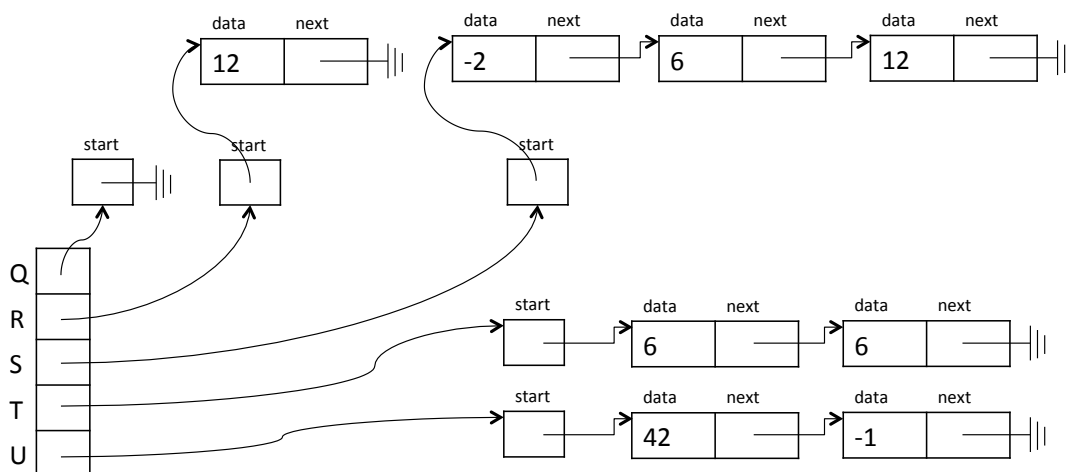 data next data next data next data next
12 -2 6 12
start start start
Q
R
start data next data next
S 6 6
T
start data next data next
U 42 -1